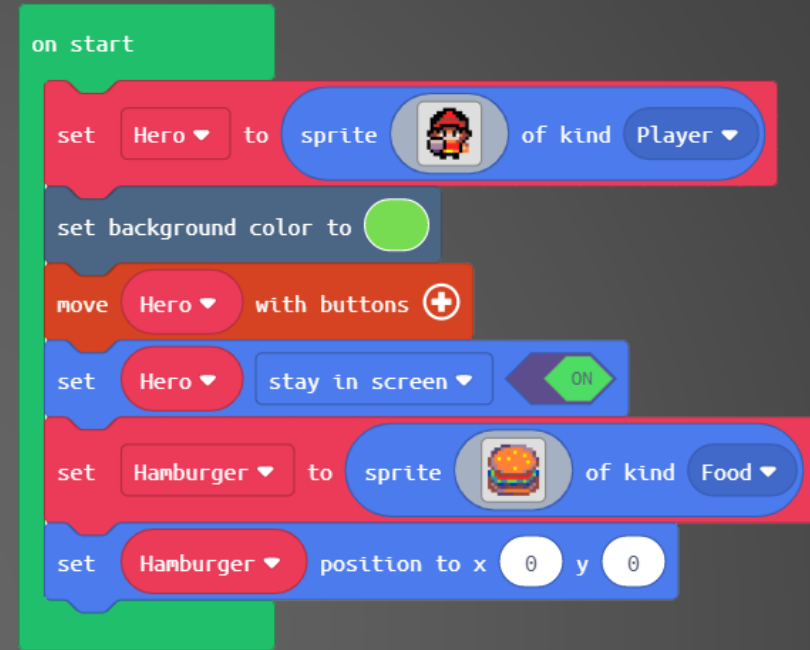 on start
set Hero to sprite of kind Player
set background color to
move Hero with buttons
set Hero stay in screen ON
set Hamburger to sprite of kind Food
set Hamburger position to x 0 y 0